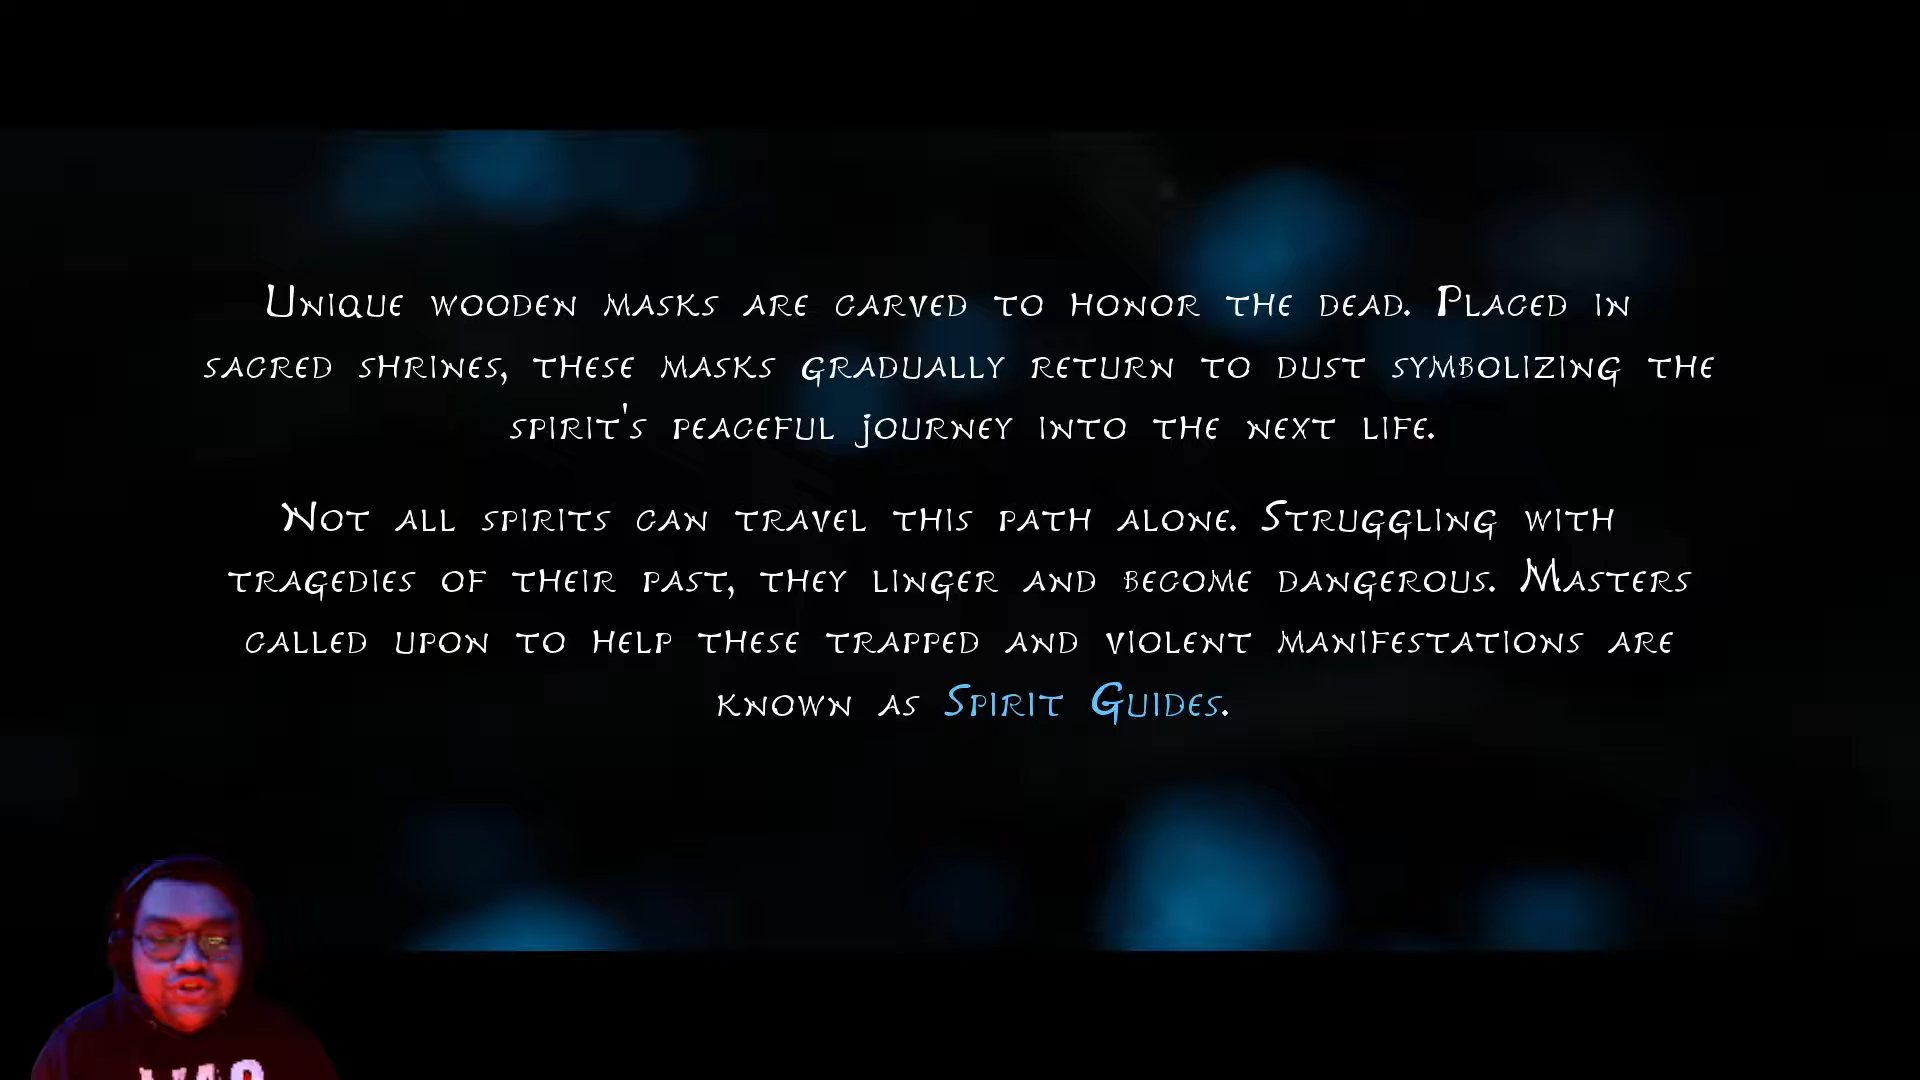 Unique wooden masks are carved to honor the dead. Placed in
sacred shrines, these masks gradually return to dust symbolizing the
spirit's peaceful journey into the next life.
Not all spirits can travel this path alone. Struggling with
tragedies of their past, they linger and become dangerous. Masters
called upon to help these trapped and violent manifestations are
known as Spirit Guides.